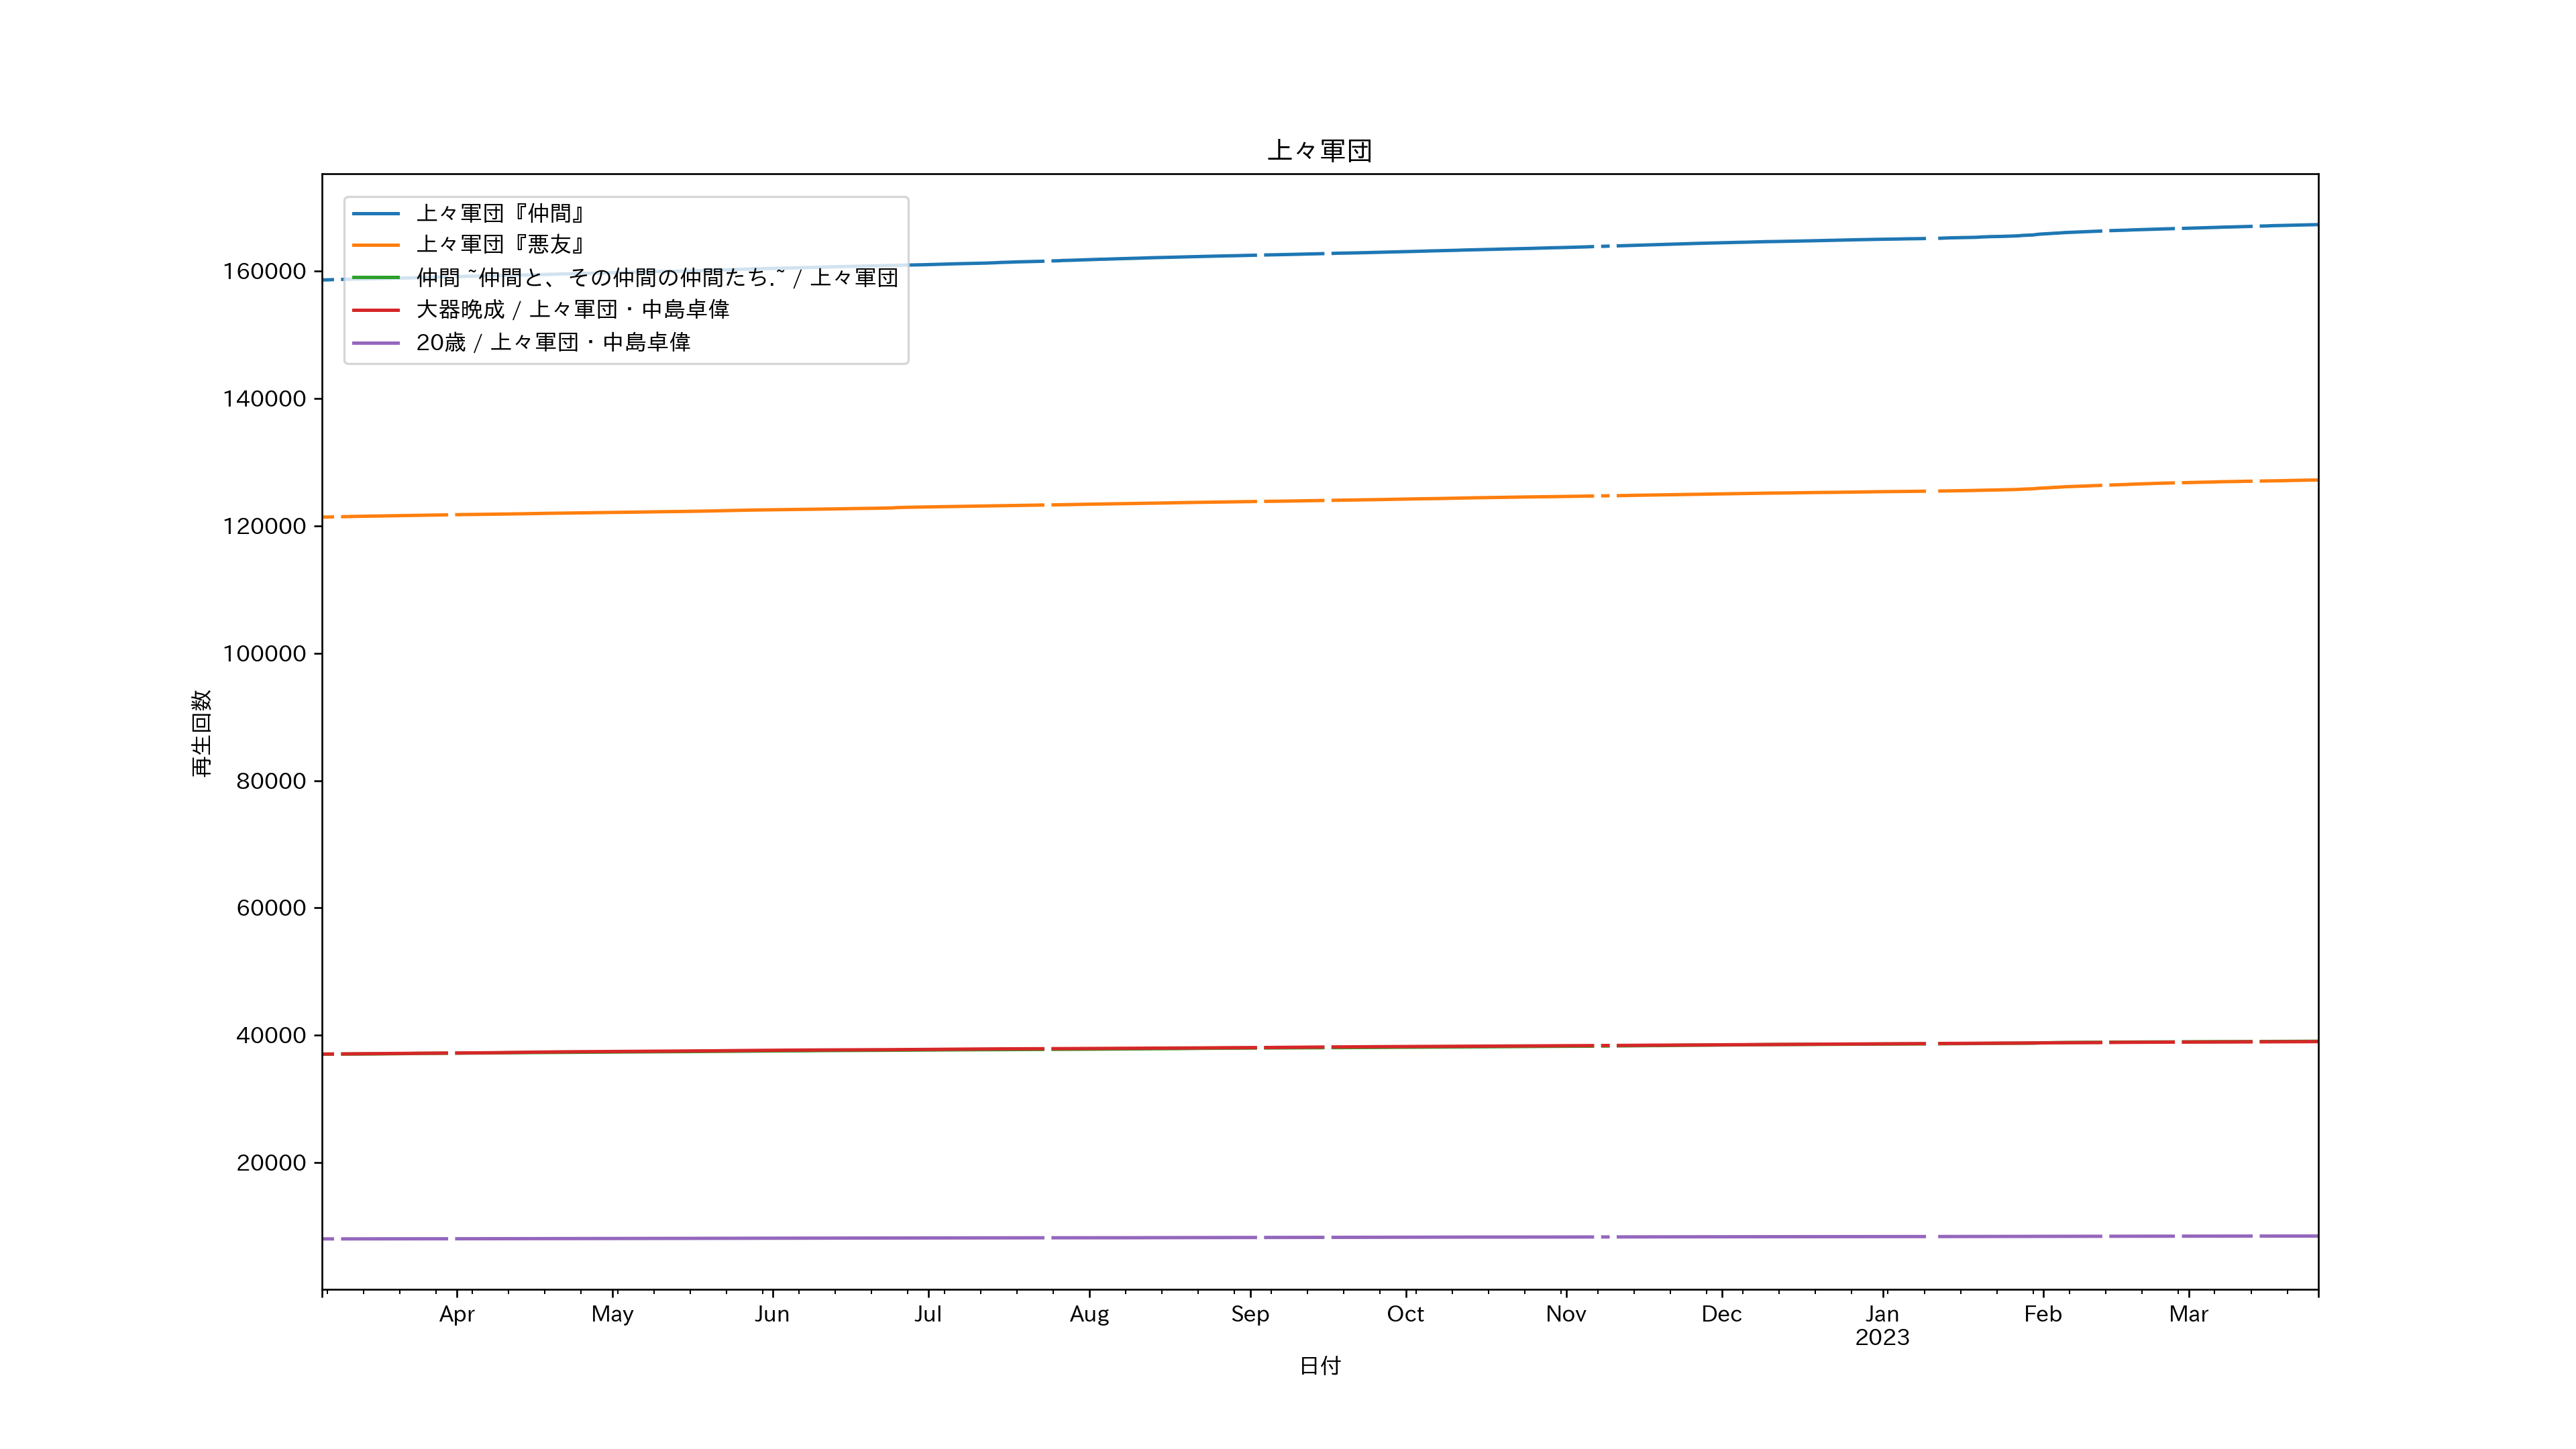 上々軍団
上々軍団『仲間』
上々軍団『悪友』
仲間 ~仲間と、その仲間の仲間たち.~ / 上々軍団
大器晩成 / 上々軍団・中島卓偉
20歳 / 上々軍団・中島卓偉
160000
140000
120000
100000
80000
60000
40000
20000
再生回数
Apr May Jun Jul Aug Sep Oct Nov Dec Jan Feb Mar
2023
日付